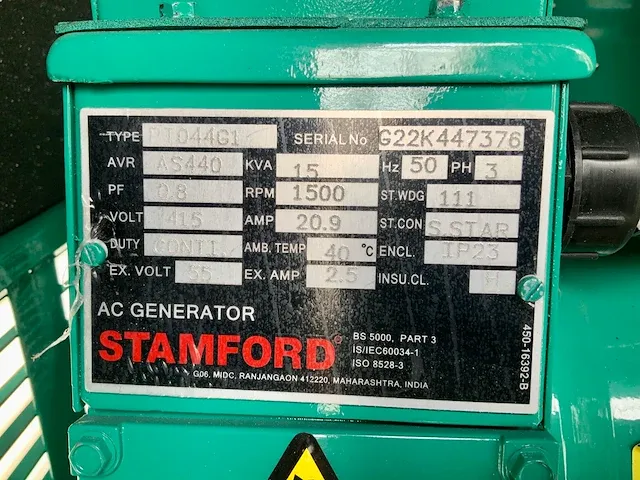 TYPE PI044G1 SERIAL No G22K447376
AVR AS440 KVA 15 Hz 50 PH 3
PF 0.8 RPM 1500 ST.WDG 111
VOLT 415 AMP 20.9 ST.CON S.STAR
DUTY CONTI. AMB. TEMP 40 °C ENCL. IP23
EX. VOLT 35 EX. AMP 2.5 INSU.CL. H
AC GENERATOR
STAMFORD
BS 5000, PART 3
IS/IEC60034-1
ISO 8528-3
G06, MIDC, RANJANGAON 412220, MAHARASHTRA, INDIA
450-16392-B